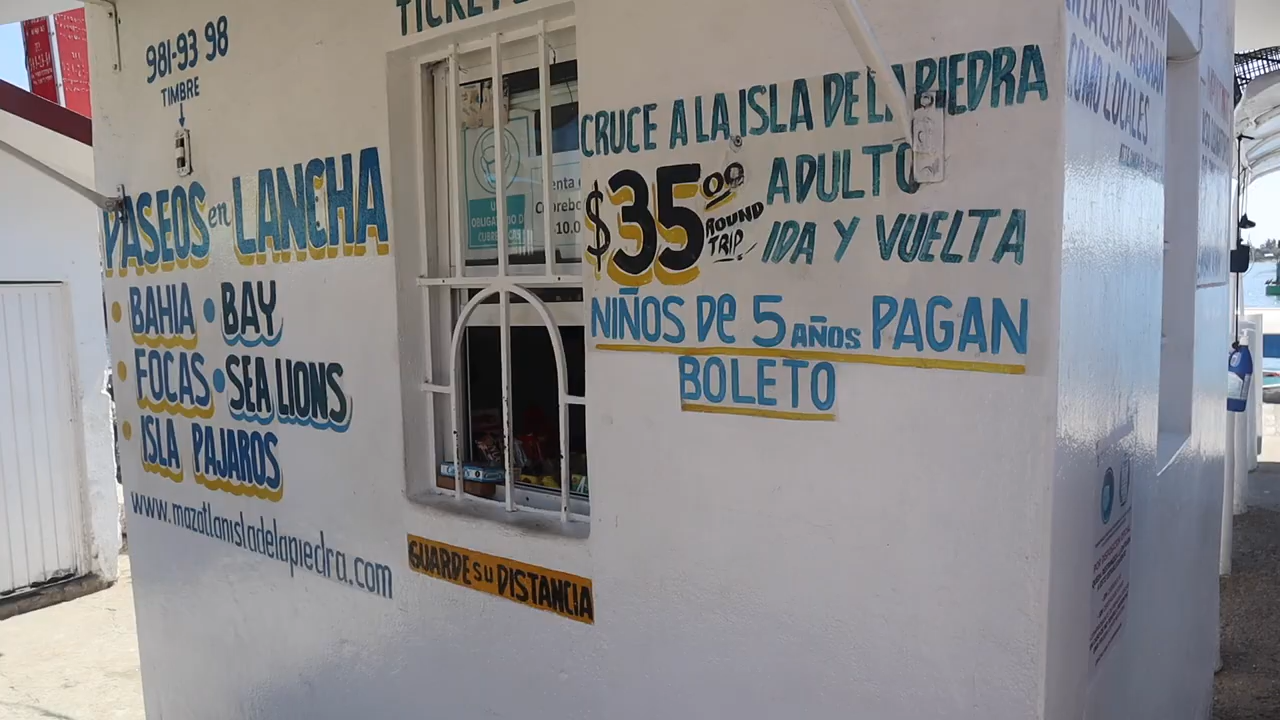 981-93 98
TIMBRE
PASEOS en LANCHA
BAHIA • BAY
FOCAS • SEA LIONS
ISLA PAJAROS
www.mazatlanisladelapiedra.com
GUARDE SU DISTANCIA
CRUCE A LA ISLA DE LA PIEDRA
$35.00 ROUND TRIP ADULTO
IDA Y VUELTA
NIÑOS DE 5 AÑOS PAGAN
BOLETO
EN LA ISLA PAGARAN
COMO LOCALES